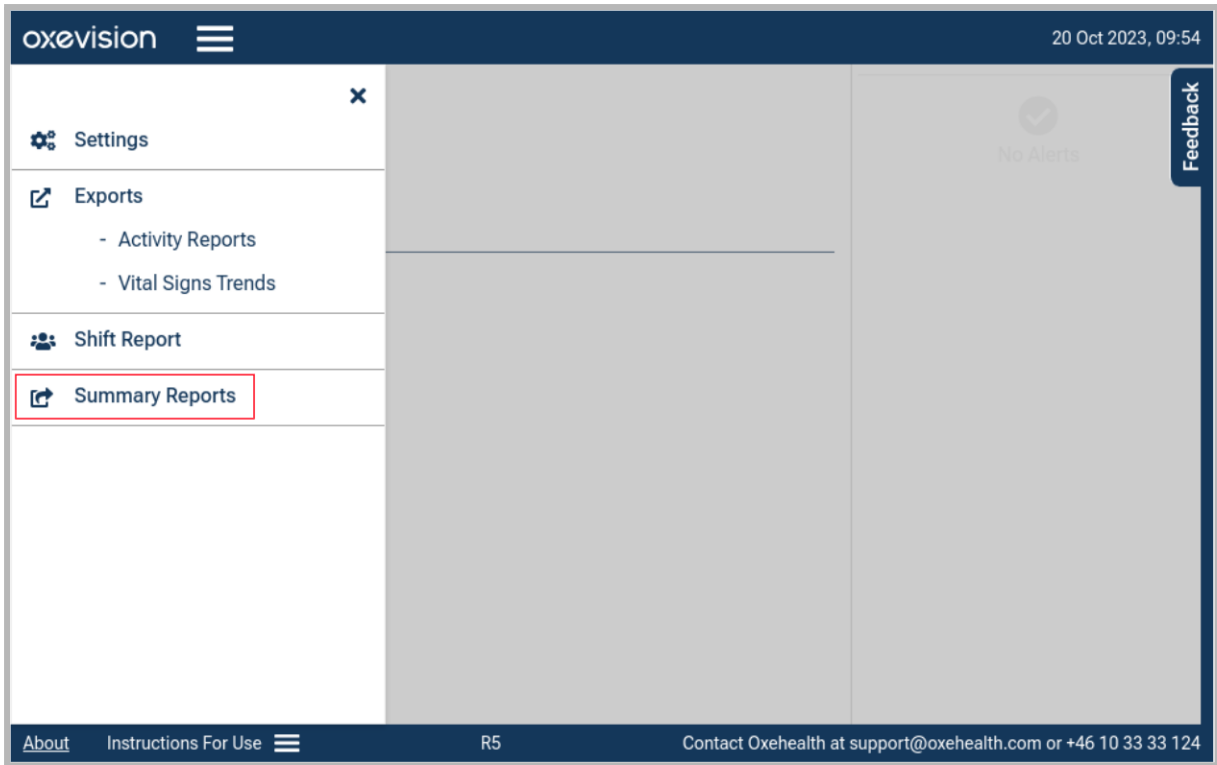 oxevision
20 Oct 2023, 09:54
Settings
Exports
- Activity Reports
- Vital Signs Trends
Shift Report
Summary Reports
No Alerts
Feedback
About
Instructions For Use
R5
Contact Oxehealth at support@oxehealth.com or +46 10 33 33 124